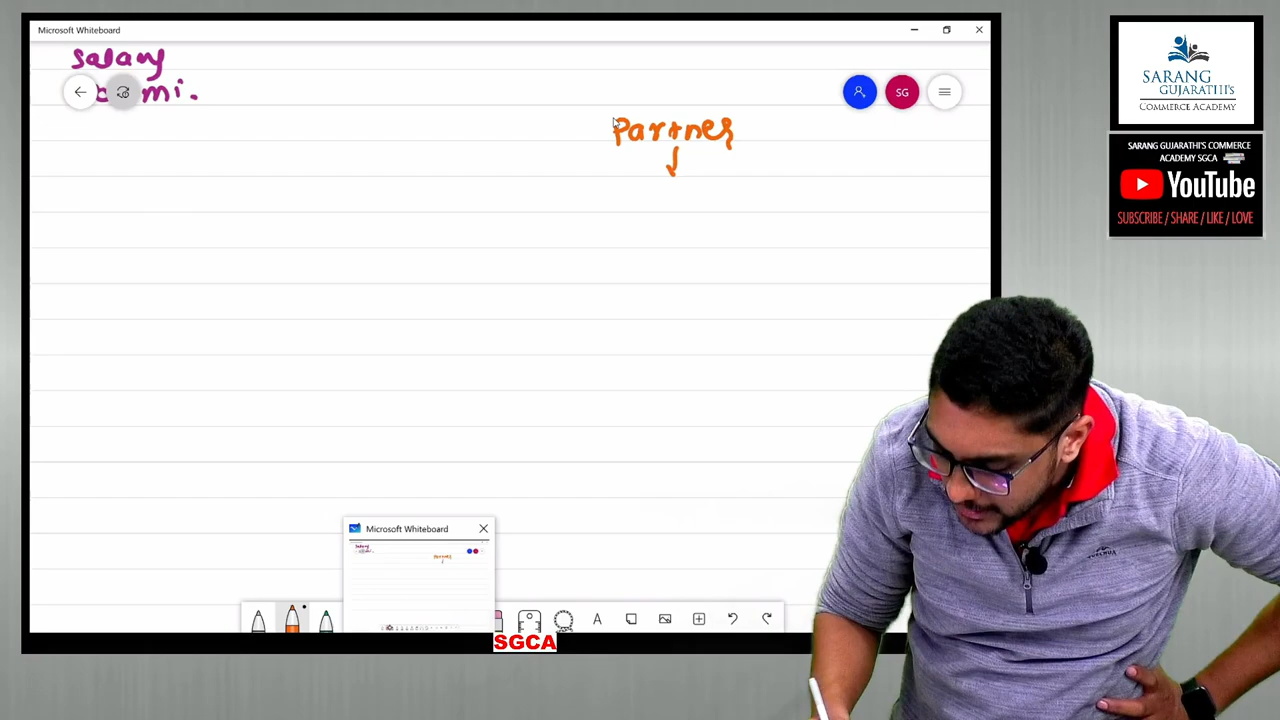 Microsoft Whiteboard
Salary
mi.
SG
Partner
SARANG
GUJARATHI'S
COMMERCE ACADEMY
SARANG GUJARATHI'S COMMERCE
ACADEMY SGCA
YouTube
SUBSCRIBE / SHARE / LIKE / LOVE
Microsoft Whiteboard
A
SGCA